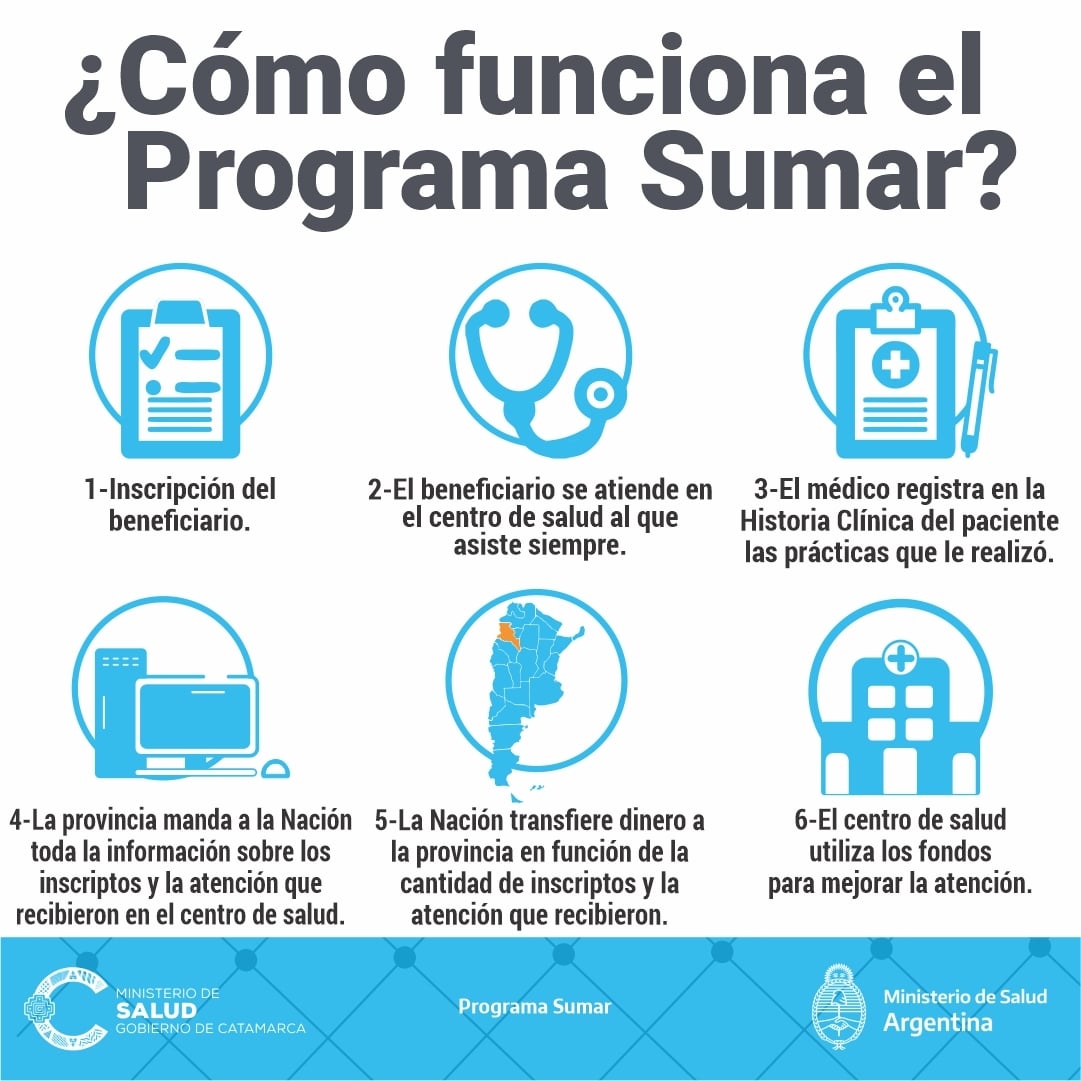 ¿Cómo funciona el
Programa Sumar?
1-Inscripción del
beneficiario.
2-El beneficiario se atiende en
el centro de salud al que
asiste siempre.
3-El médico registra en la
Historia Clínica del paciente
las prácticas que le realizó.
4-La provincia manda a la Nación
toda la información sobre los
inscriptos y la atención que
recibieron en el centro de salud.
5-La Nación transfiere dinero a
la provincia en función de la
cantidad de inscriptos y la
atención que recibieron.
6-El centro de salud
utiliza los fondos
para mejorar la atención.
MINISTERIO DE
SALUD
GOBIERNO DE CATAMARCA
Programa Sumar
Ministerio de Salud
Argentina